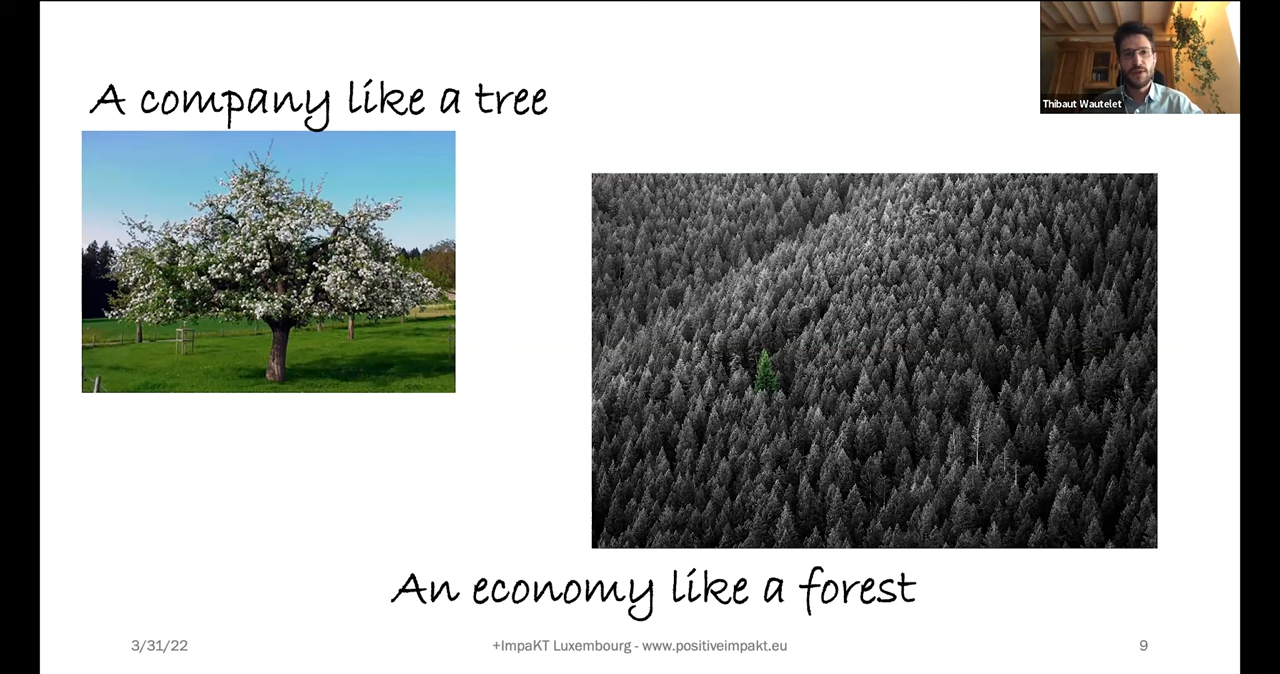 A company like a tree
Thibaut Wautelet
An economy like a forest
3/31/22
+ImpaKT Luxembourg - www.positiveimpakt.eu
9